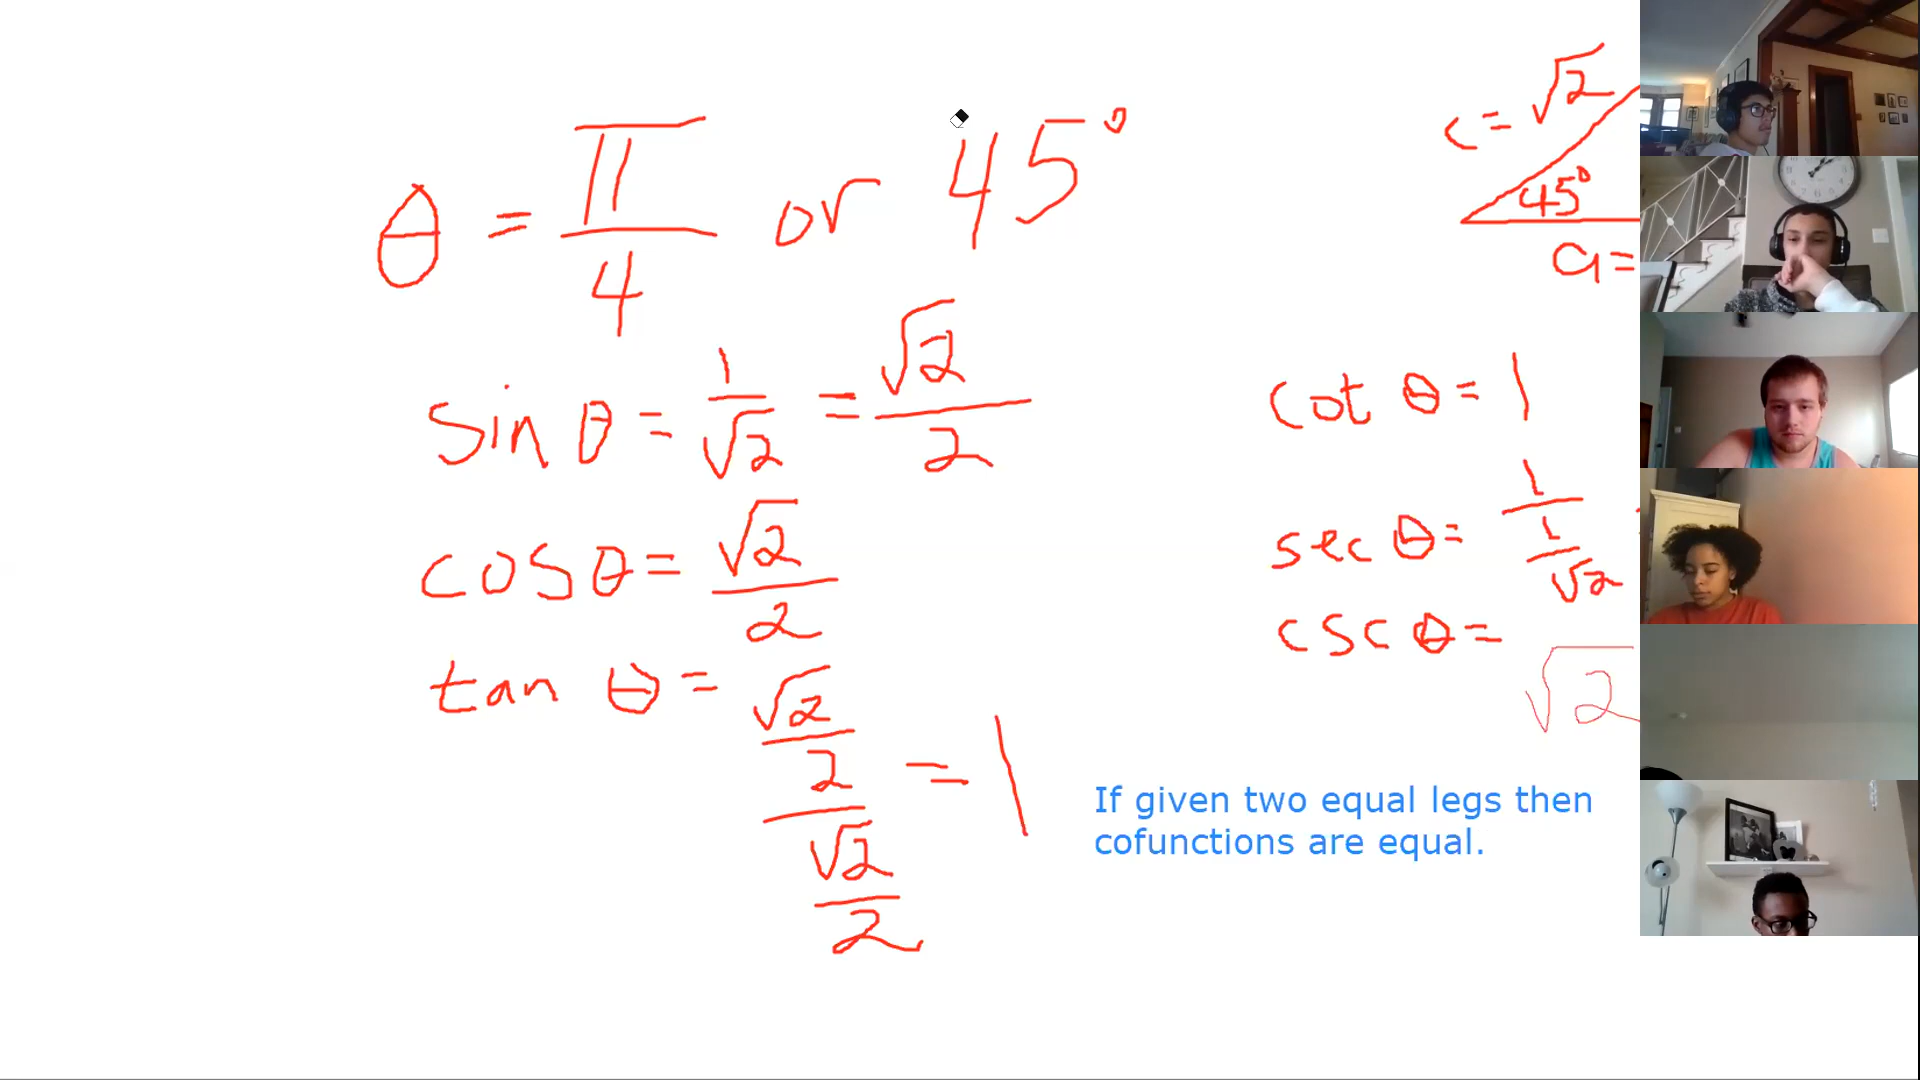 θ = π/4 or 45°
sin θ = 1/√2 = √2/2
cos θ = √2/2
tan θ = (√2/2)/(√2/2) = 1
c = √2
45°
a =
cot θ = 1
sec θ = 1/(1/√2)
csc θ =
√2
If given two equal legs then
cofunctions are equal.